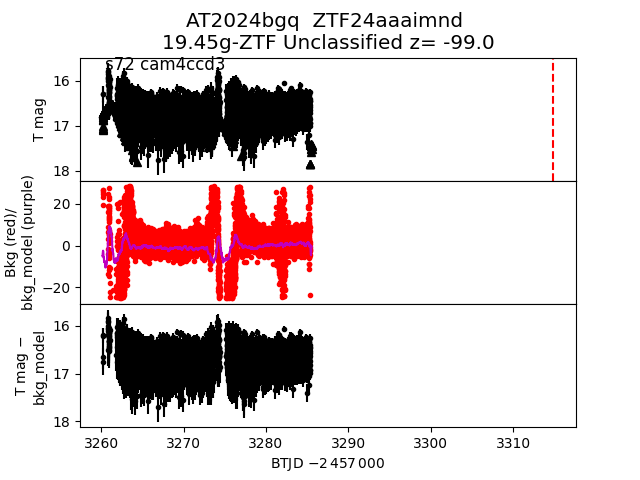 AT2024bgq  ZTF24aaaimnd
19.45g-ZTF Unclassified z= -99.0
s72 cam4ccd3
16
17
18
T mag
20
0
−20
Bkg (red)/
bkg_model (purple)
16
17
18
T mag −
bkg_model
3260 3270 3280 3290 3300 3310
BTJD −2 457 000